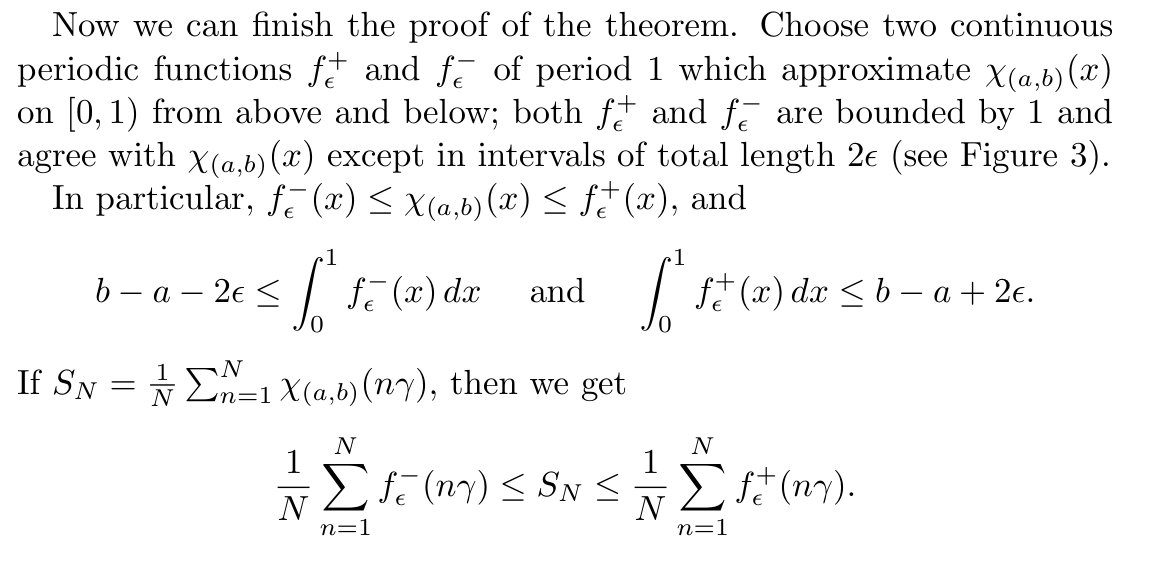 Now we can finish the proof of the theorem. Choose two continuous
periodic functions $f_\epsilon^+$ and $f_\epsilon^-$ of period 1 which approximate $\chi_{(a,b)}(x)$
on $[0, 1)$ from above and below; both $f_\epsilon^+$ and $f_\epsilon^-$ are bounded by 1 and
agree with $\chi_{(a,b)}(x)$ except in intervals of total length $2\epsilon$ (see Figure 3).
In particular, $f_\epsilon^-(x) \leq \chi_{(a,b)}(x) \leq f_\epsilon^+(x)$, and
$b - a - 2\epsilon \leq \int_0^1 f_\epsilon^-(x)\,dx$ and $\int_0^1 f_\epsilon^+(x)\,dx \leq b - a + 2\epsilon.$
If $S_N = \frac{1}{N} \sum_{n=1}^N \chi_{(a,b)}(n\gamma)$, then we get
$\frac{1}{N} \sum_{n=1}^N f_\epsilon^-(n\gamma) \leq S_N \leq \frac{1}{N} \sum_{n=1}^N f_\epsilon^+(n\gamma).$